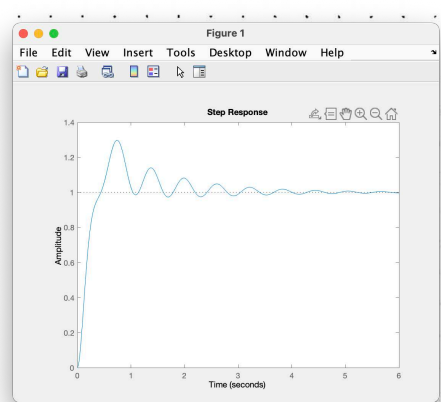 Figure 1
File Edit View Insert Tools Desktop Window Help
Step Response
1.4
1.2
1
0.8
0.6
0.4
0.2
0
Amplitude
0 1 2 3 4 5 6
Time (seconds)